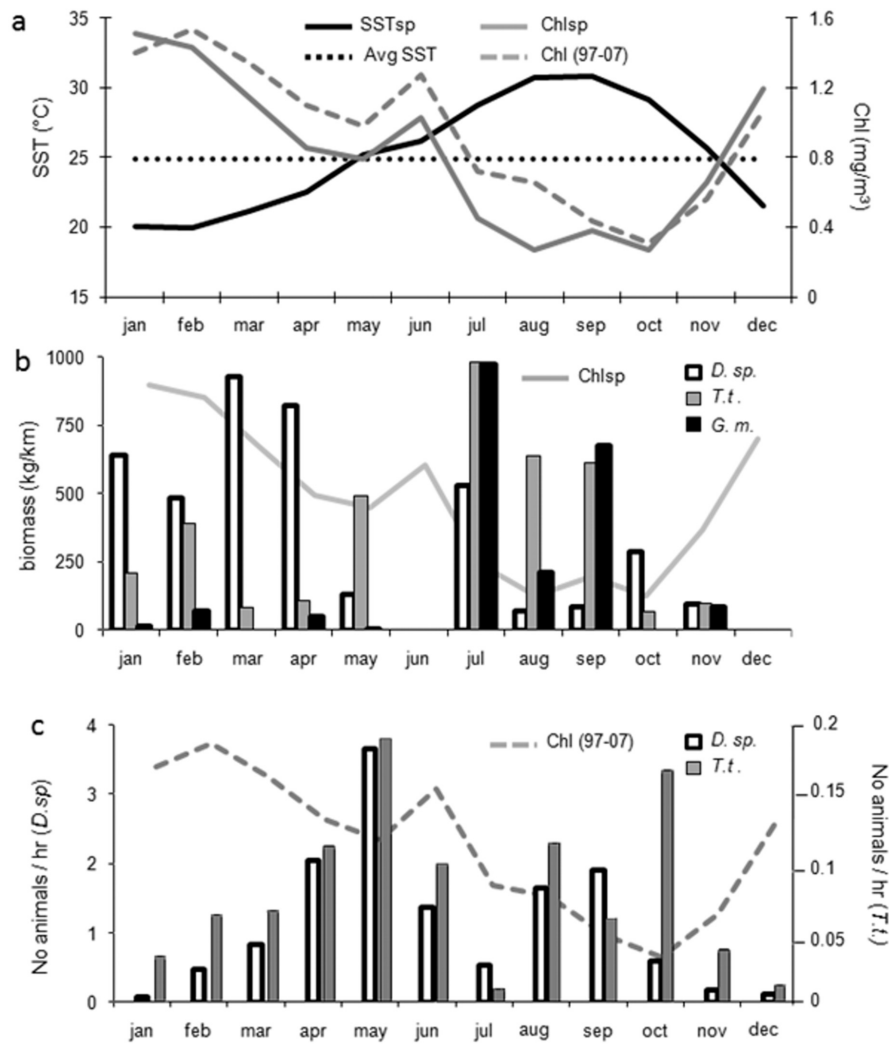 a
SSTsp
Chlsp
Avg SST
Chl (97-07)
SST (°C)
35
30
25
20
15
Chl (mg/m³)
1.6
1.2
0.8
0.4
0
jan feb mar apr may jun jul aug sep oct nov dec
b
Chlsp
D. sp.
T.t.
G. m.
biomass (kg/km)
1000
750
500
250
0
jan feb mar apr may jun jul aug sep oct nov dec
c
Chl (97-07)
D. sp.
T.t.
No animals / hr (D.sp)
4
3
2
1
0
No animals / hr (T.t.)
0.2
0.15
0.1
0.05
0
jan feb mar apr may jun jul aug sep oct nov dec